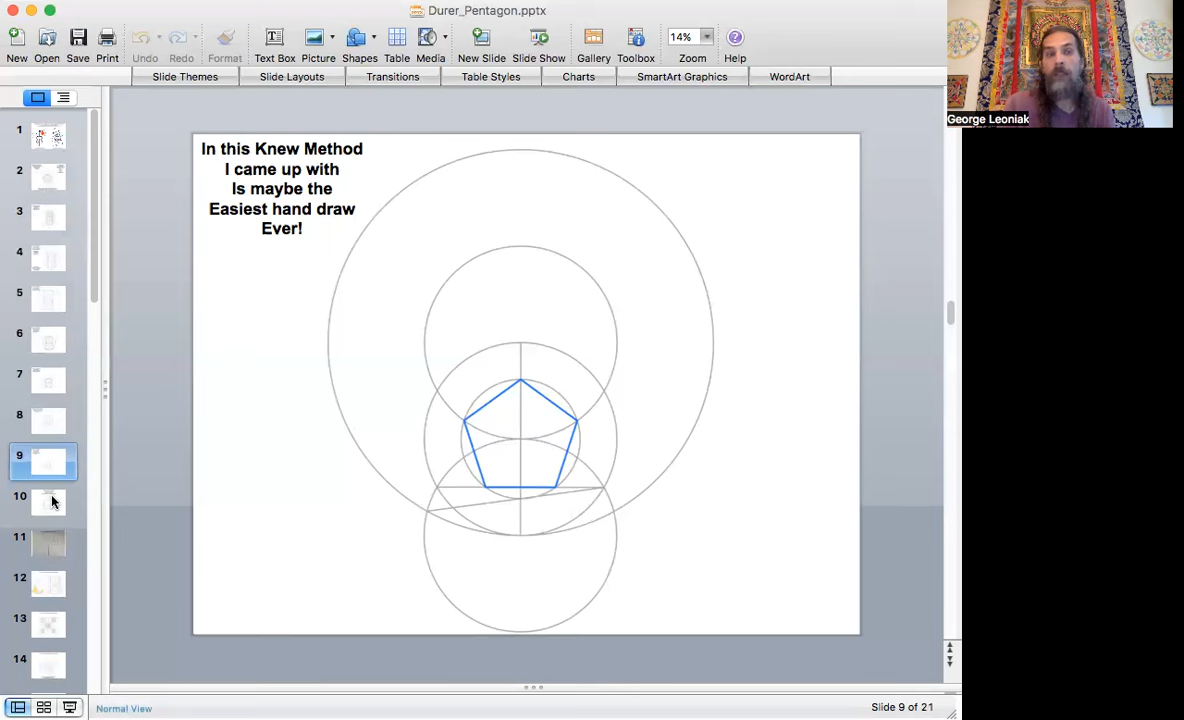 Durer_Pentagon.pptx
New Open Save Print Undo Redo Format Text Box Picture Shapes Table Media New Slide Slide Show Gallery Toolbox 14% Zoom Help
Slide Themes Slide Layouts Transitions Table Styles Charts SmartArt Graphics WordArt
George Leoniak
In this Knew Method
I came up with
Is maybe the
Easiest hand draw
Ever!
1
2
3
4
5
6
7
8
9
10
11
12
13
14
Normal View
Slide 9 of 21